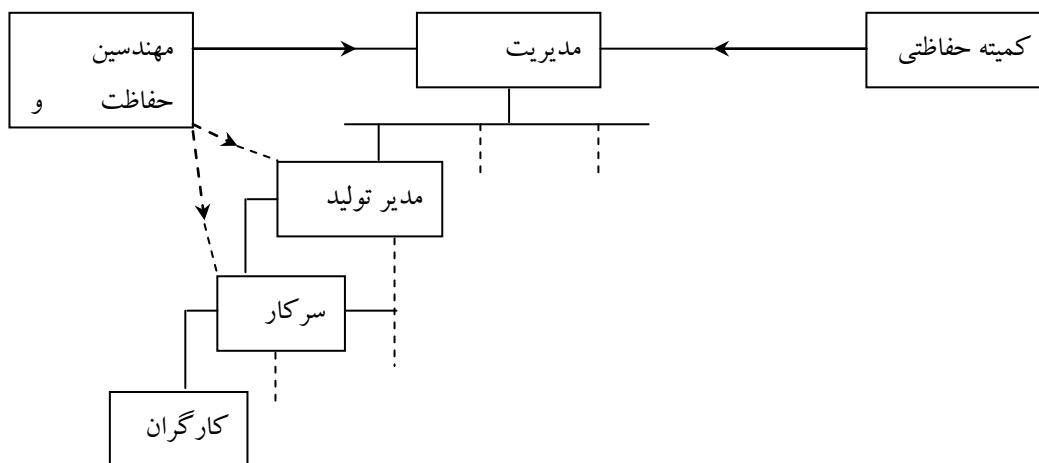 کمیته حفاظتی
مدیریت
مهندسین
حفاظت و
مدیر تولید
سرکار
کارگران